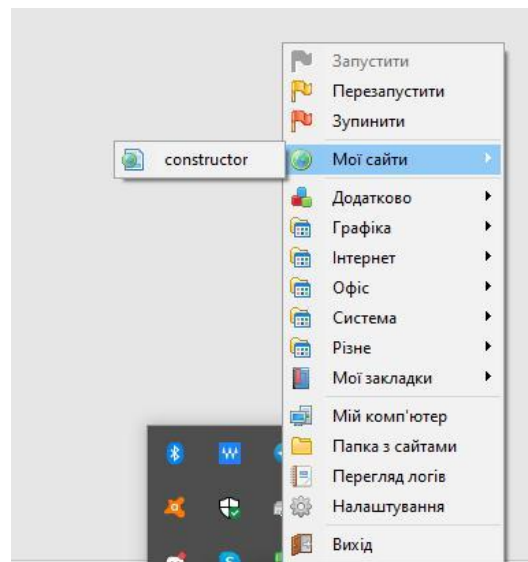 Запустити
Перезапустити
Зупинити
constructor
Мої сайти
Додатково
Графіка
Інтернет
Офіс
Система
Різне
Мої закладки
Мій комп'ютер
Папка з сайтами
Перегляд логів
Налаштування
Вихід